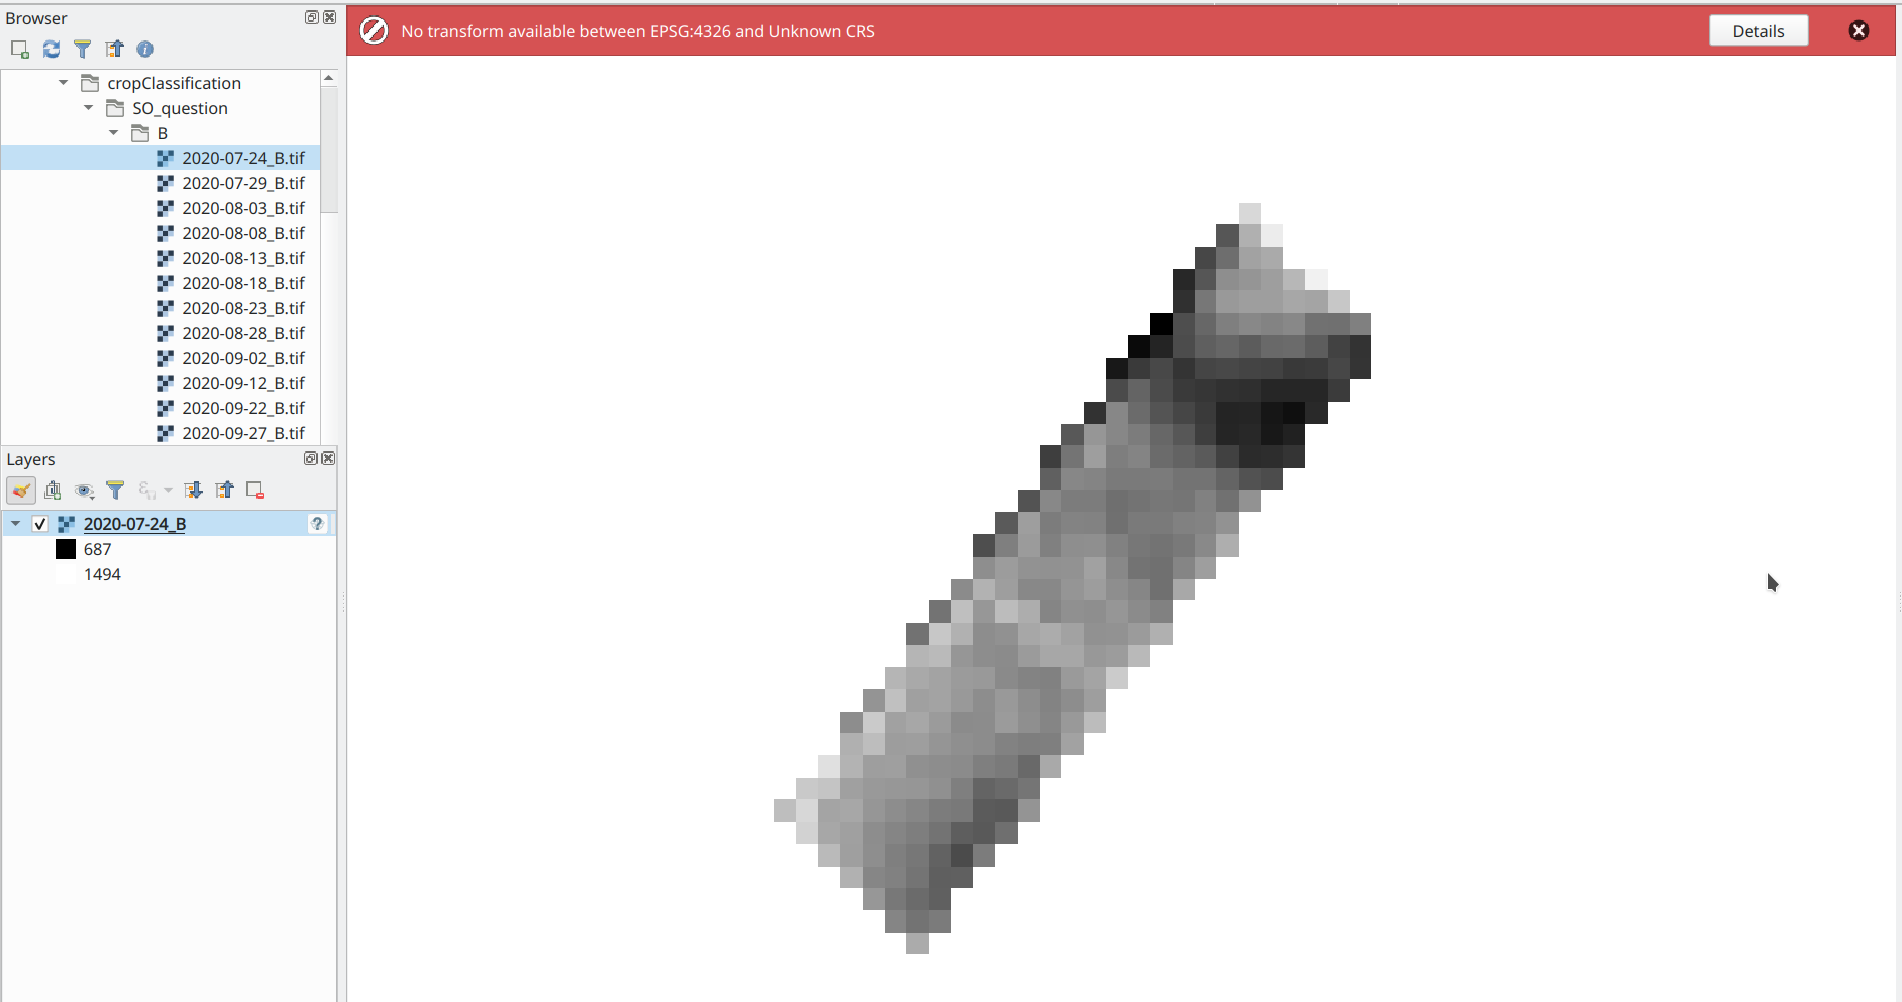 Browser
No transform available between EPSG:4326 and Unknown CRS
Details
cropClassification
SO_question
B
2020-07-24_B.tif
2020-07-29_B.tif
2020-08-03_B.tif
2020-08-08_B.tif
2020-08-13_B.tif
2020-08-18_B.tif
2020-08-23_B.tif
2020-08-28_B.tif
2020-09-02_B.tif
2020-09-12_B.tif
2020-09-22_B.tif
2020-09-27_B.tif
Layers
2020-07-24_B
?
687
1494